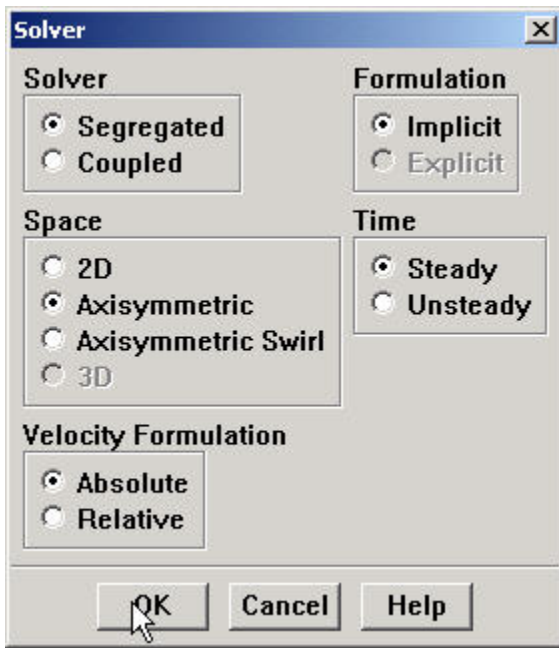 Solver
Solver
Segregated
Coupled
Formulation
Implicit
Explicit
Space
2D
Axisymmetric
Axisymmetric Swirl
3D
Time
Steady
Unsteady
Velocity Formulation
Absolute
Relative
OK
Cancel
Help